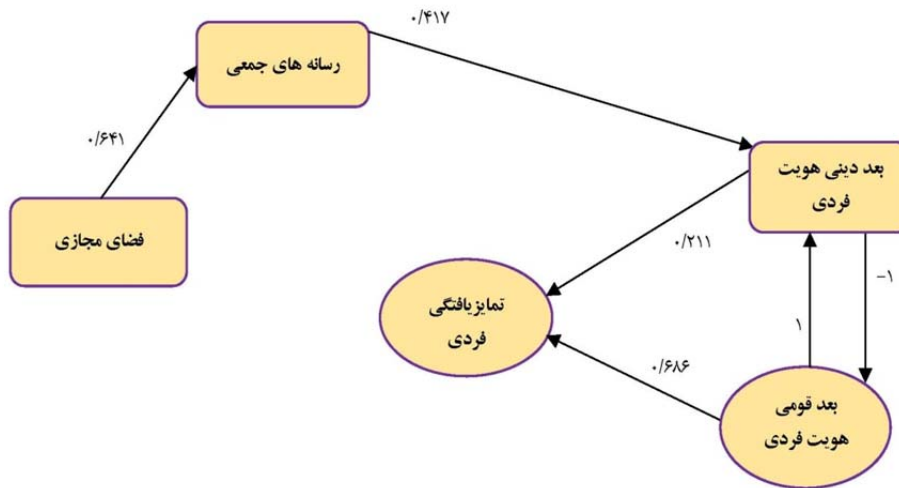 ۰/۴۱۷
رسانه های جمعی
۰/۶۴۱
بعد دینی هویت
فردی
فضای مجازی
۰/۲۱۱
−۱
تمایزیافتگی
فردی
۱
۰/۶۸۶
بعد قومی
هویت فردی